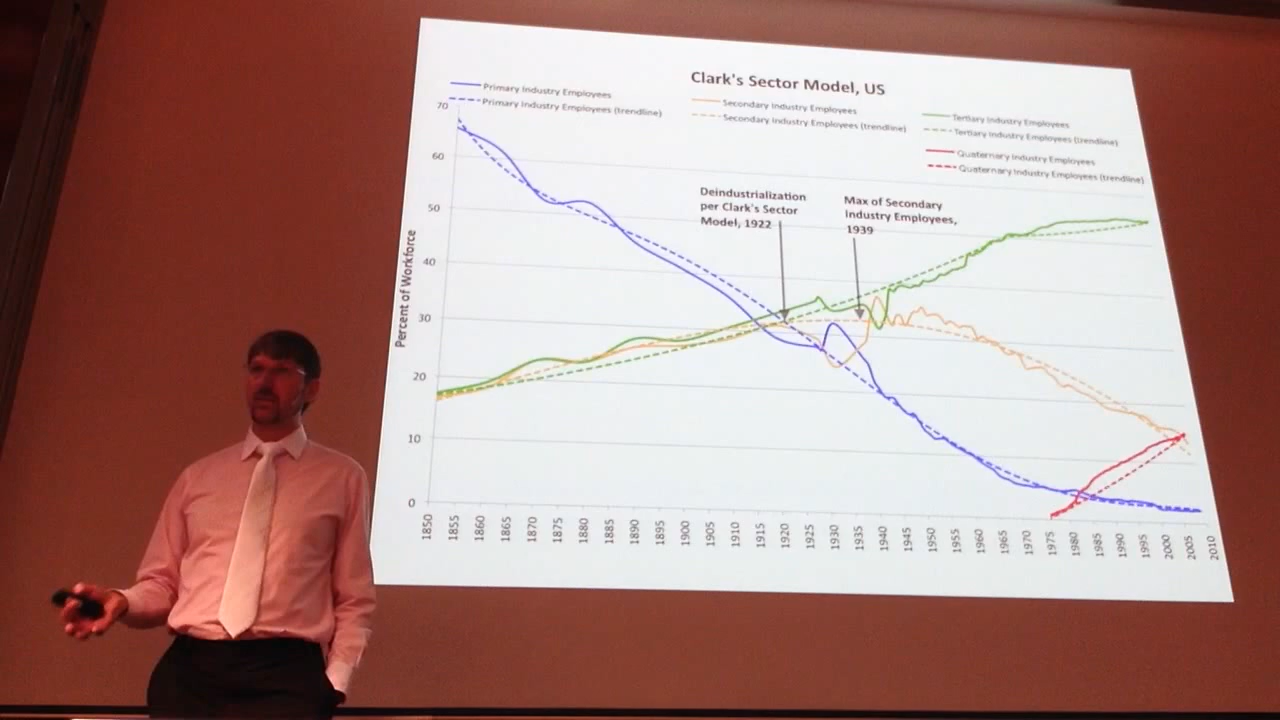 Clark's Sector Model, US
Primary Industry Employees
Primary Industry Employees (trendline)
Secondary Industry Employees
Secondary Industry Employees (trendline)
Tertiary Industry Employees
Tertiary Industry Employees (trendline)
Quaternary Industry Employees
Quaternary Industry Employees (trendline)
Percent of Workforce
70
60
50
40
30
20
10
0
Deindustrialization
per Clark's Sector
Model, 1922
Max of Secondary
Industry Employees,
1939
1850 1855 1860 1865 1870 1875 1880 1885 1890 1895 1900 1905 1910 1915 1920 1925 1930 1935 1940 1945 1950 1955 1960 1965 1970 1975 1980 1985 1990 1995 2000 2005 2010